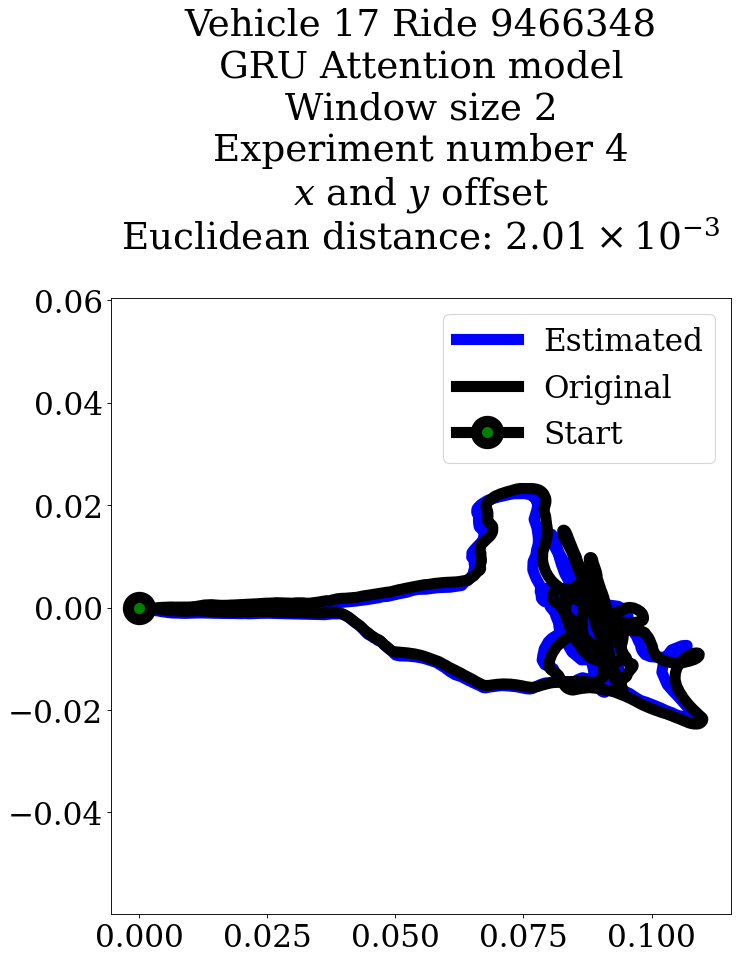 Vehicle 17 Ride 9466348
GRU Attention model
Window size 2
Experiment number 4
x and y offset
Euclidean distance: 2.01 × 10⁻³
0.06
Estimated
Original
Start
0.04
0.02
0.00
−0.02
−0.04
0.000 0.025 0.050 0.075 0.100